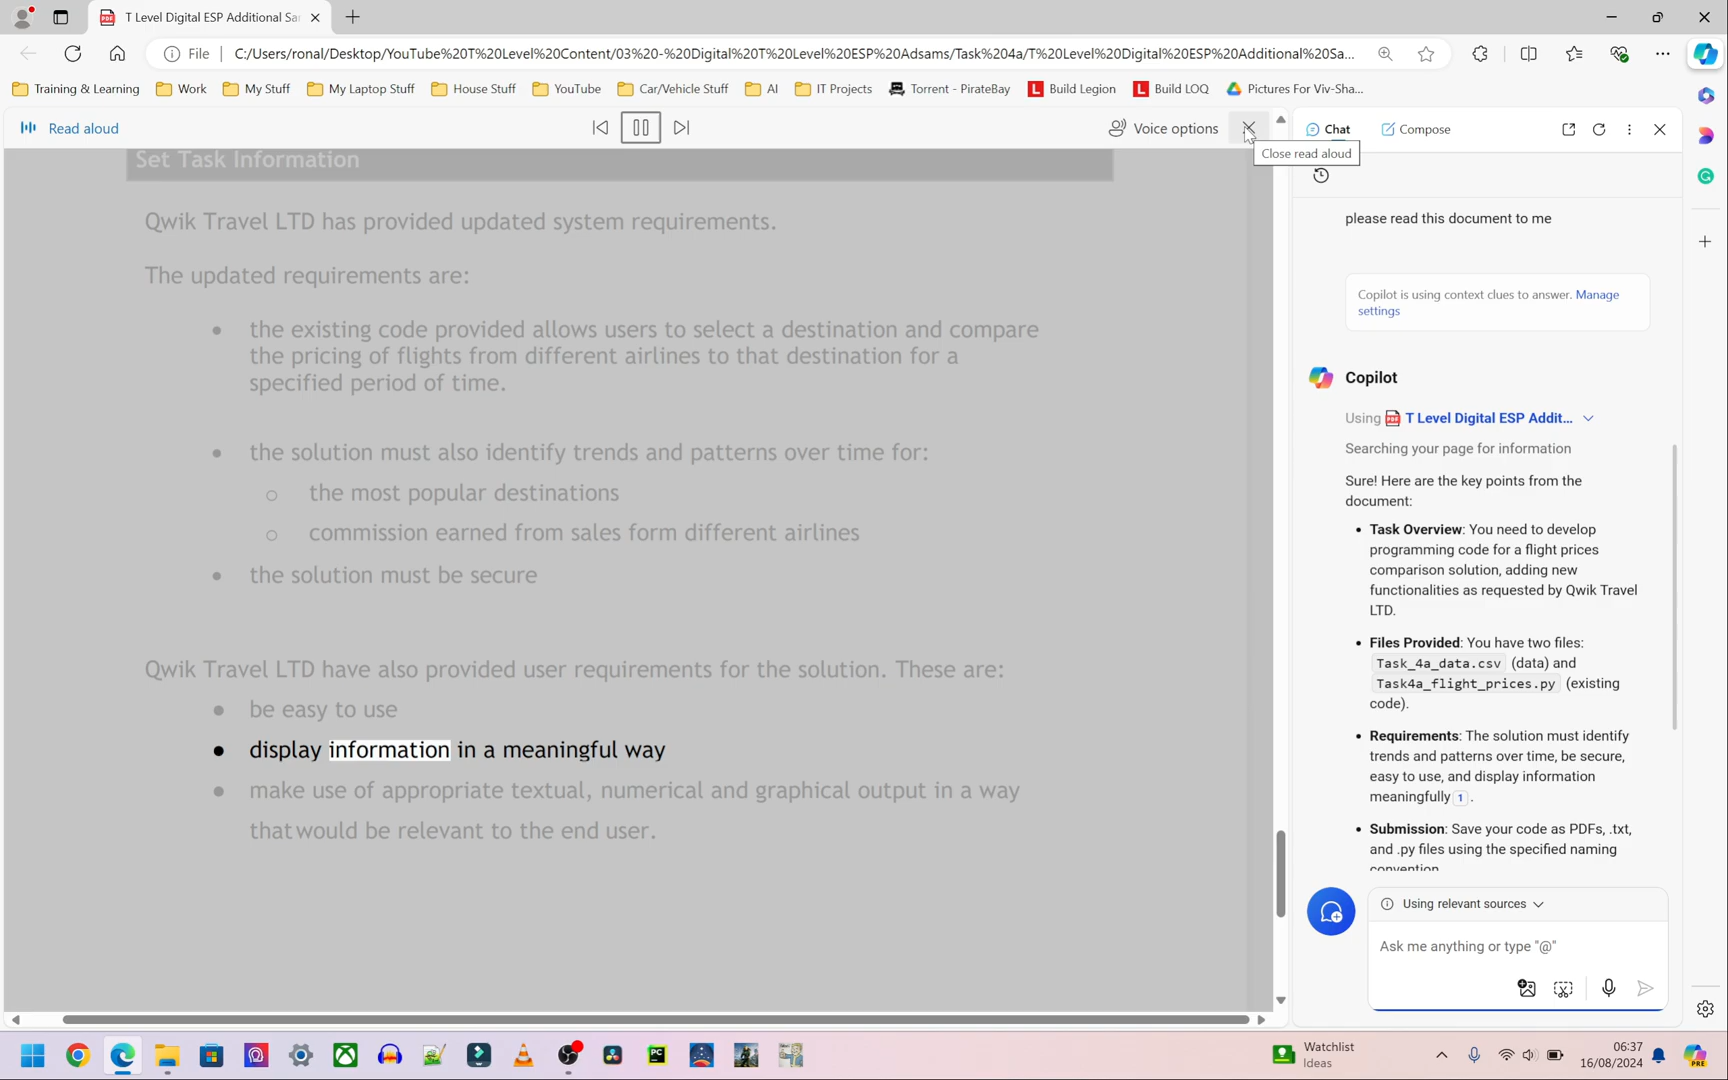 T Level Digital ESP Additional Sa
File
C:/Users/ronal/Desktop/YouTube%20T%20Level%20Content/03%20-%20Digital%20T%20Level%20ESP%20Adsams/Task%204a/T%20Level%20Digital%20ESP%20Additional%20Sa...
Training & Learning
Work
My Stuff
My Laptop Stuff
House Stuff
YouTube
Car/Vehicle Stuff
AI
IT Projects
Torrent - PirateBay
Build Legion
Build LOQ
Pictures For Viv-Sha...
Read aloud
Voice options
Close read aloud
Set Task Information
Qwik Travel LTD has provided updated system requirements.
The updated requirements are:
• the existing code provided allows users to select a destination and compare
the pricing of flights from different airlines to that destination for a
specified period of time.
• the solution must also identify trends and patterns over time for:
o the most popular destinations
o commission earned from sales form different airlines
• the solution must be secure
Qwik Travel LTD have also provided user requirements for the solution. These are:
• be easy to use
• display information in a meaningful way
• make use of appropriate textual, numerical and graphical output in a way
that would be relevant to the end user.
Chat
Compose
please read this document to me
Copilot is using context clues to answer. Manage
settings
Copilot
Using T Level Digital ESP Addit...
Searching your page for information
Sure! Here are the key points from the
document:
• Task Overview: You need to develop
programming code for a flight prices
comparison solution, adding new
functionalities as requested by Qwik Travel
LTD.
• Files Provided: You have two files:
Task_4a_data.csv (data) and
Task4a_flight_prices.py (existing
code).
• Requirements: The solution must identify
trends and patterns over time, be secure,
easy to use, and display information
meaningfully 1 .
• Submission: Save your code as PDFs, .txt,
and .py files using the specified naming
convention
Using relevant sources
Ask me anything or type "@"
Watchlist
Ideas
06:37
16/08/2024
PC
PRE